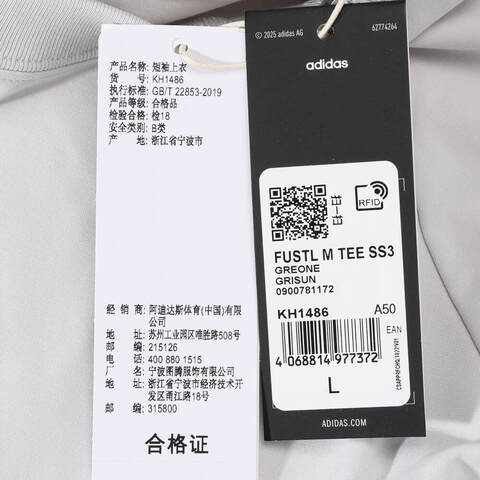 产品名称: 短袖上衣
货　　号: KH1486
执行标准: GB/T 22853-2019
产品等级: 合格品
检验合格: 检18
安全类别: B类
产　　地: 浙江省宁波市
经 销 商: 阿迪达斯体育(中国)有限
公司
地　　址: 苏州工业园区唯胜路508号
邮　　编: 215126
电　　话: 400 880 1515
厂　　名: 宁波图腾服饰有限公司
地　　址: 浙江省宁波市经济技术开
发区甬江路18号
邮　　编: 315800
合格证
© 2025 adidas AG
62774264
adidas
RFID
FUSTL M TEE SS3
GREONE
GRISUN
0900781172
KH1486 A50
EAN
4 068814 977372
L
ADIDAS.COM/